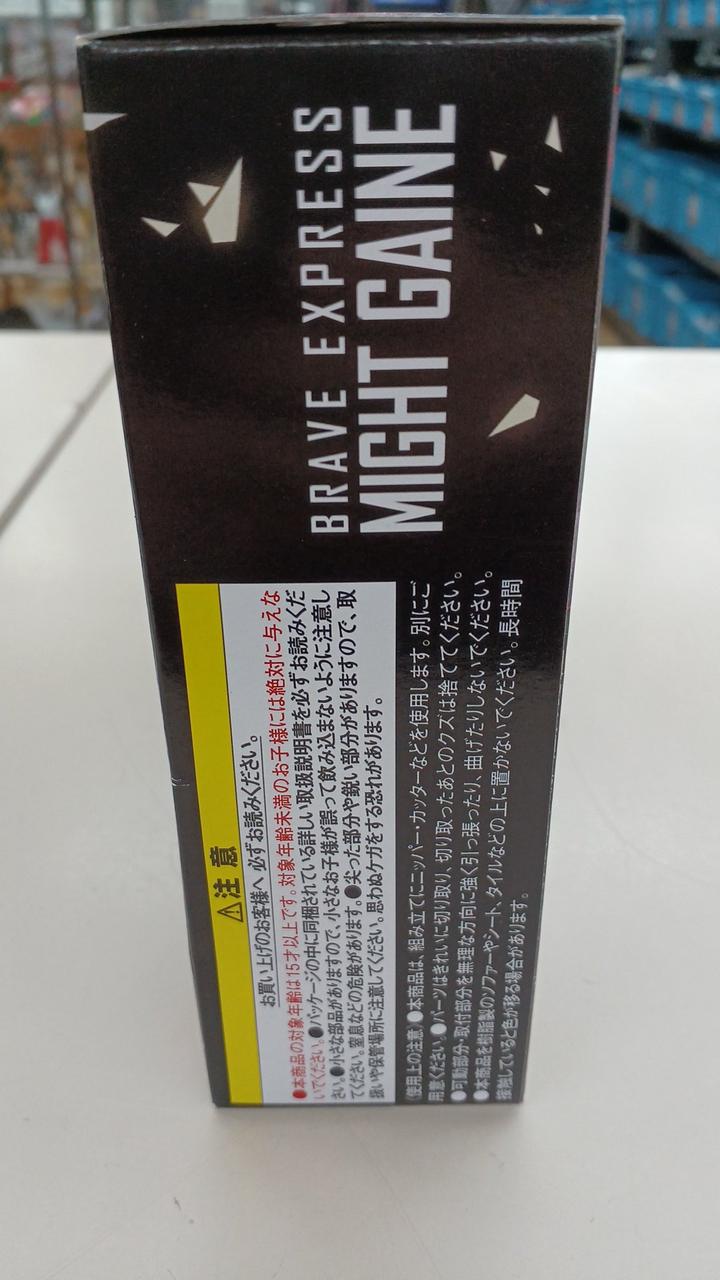 BRAVE EXPRESS
MIGHT GAINE
⚠注意
お買い上げのお客様へ 必ずお読みください。
●本商品の対象年齢は15才以上です。対象年齢未満のお子様には絶対に与えな
いでください。●パッケージの中に同梱されている詳しい取扱説明書を必ずお読みくだ
さい。●小さな部品がありますので、小さなお子様が誤って飲み込まないように注意し
てください。窒息などの危険があります。●尖った部分や鋭い部分がありますので、取
扱いや保管場所に注意してください。思わぬケガをする恐れがあります。
〈使用上の注意〉●本商品は、組み立てにニッパー・カッターなどを使用します。別にご
用意ください。●パーツはきれいに切り取り、切り取ったあとのクズは捨ててください。
●可動部分・取付部分を無理な方向に強く引っ張ったり、曲げたりしないでください。
●本商品を樹脂製のソファーやシート、タイルなどの上に置かないでください。長時間
接触していると色が移る場合があります。